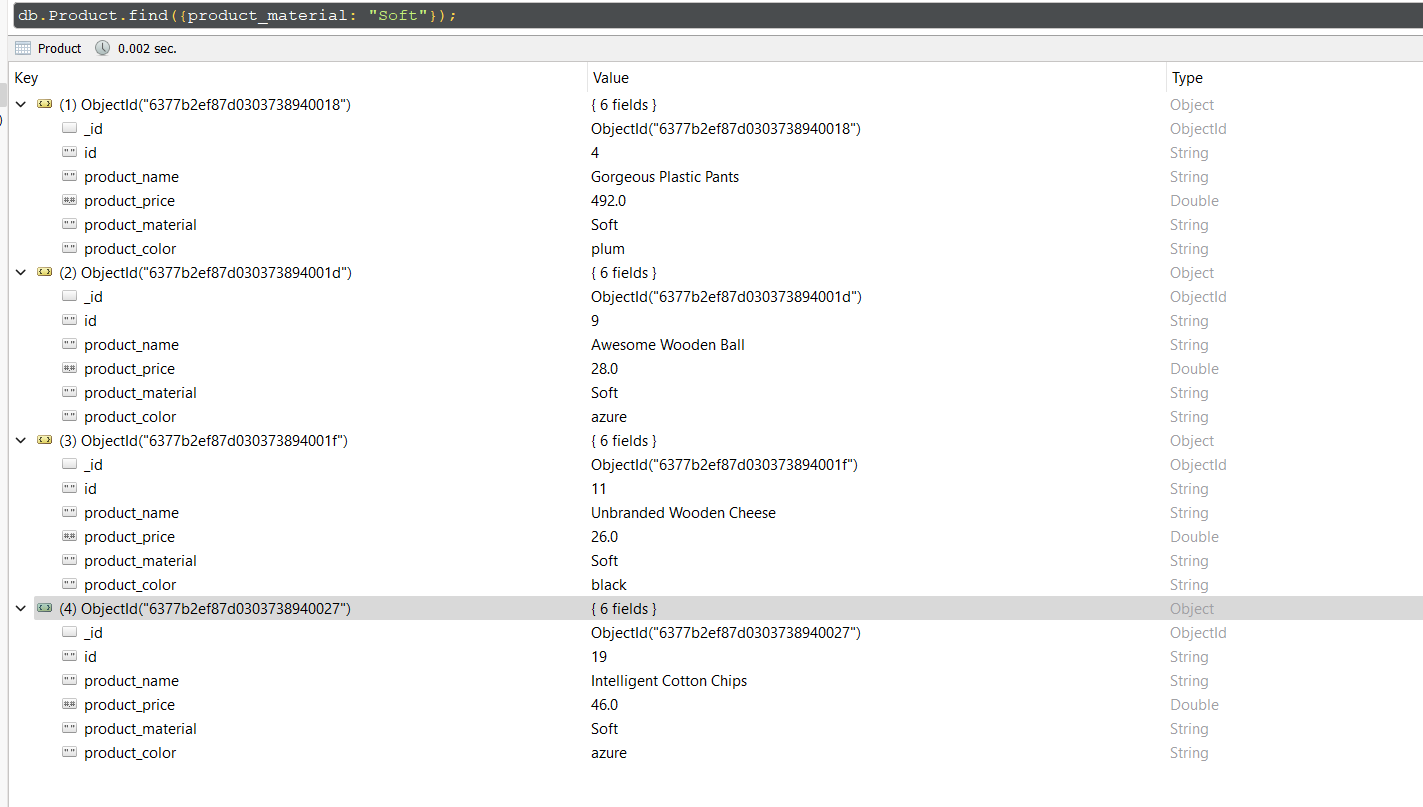 db.Product.find({product_material: "Soft"});
Product 0.002 sec.
Key Value Type
(1) ObjectId("6377b2ef87d0303738940018") { 6 fields } Object
_id ObjectId("6377b2ef87d0303738940018") ObjectId
id 4 String
product_name Gorgeous Plastic Pants String
product_price 492.0 Double
product_material Soft String
product_color plum String
(2) ObjectId("6377b2ef87d030373894001d") { 6 fields } Object
_id ObjectId("6377b2ef87d030373894001d") ObjectId
id 9 String
product_name Awesome Wooden Ball String
product_price 28.0 Double
product_material Soft String
product_color azure String
(3) ObjectId("6377b2ef87d030373894001f") { 6 fields } Object
_id ObjectId("6377b2ef87d030373894001f") ObjectId
id 11 String
product_name Unbranded Wooden Cheese String
product_price 26.0 Double
product_material Soft String
product_color black String
(4) ObjectId("6377b2ef87d0303738940027") { 6 fields } Object
_id ObjectId("6377b2ef87d0303738940027") ObjectId
id 19 String
product_name Intelligent Cotton Chips String
product_price 46.0 Double
product_material Soft String
product_color azure String